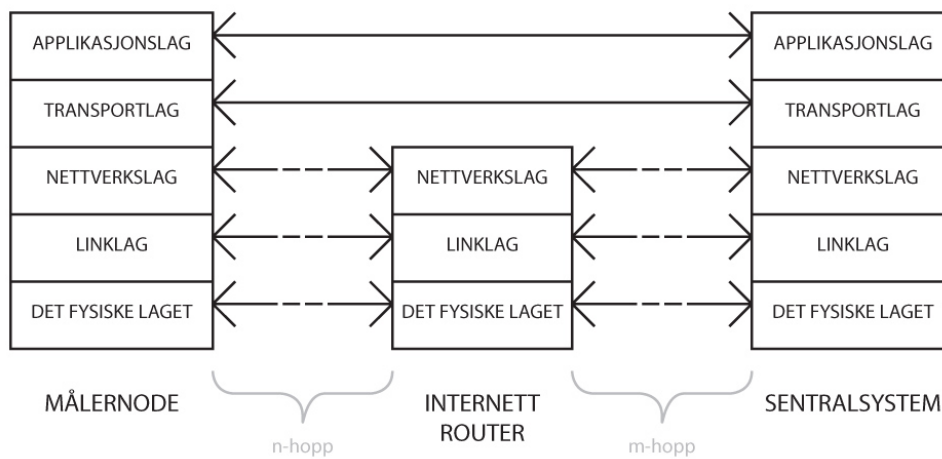 APPLIKASJONSLAG
TRANSPORTLAG
NETTVERKSLAG
LINKLAG
DET FYSISKE LAGET
MÅLERNODE
n-hopp
NETTVERKSLAG
LINKLAG
DET FYSISKE LAGET
INTERNETT
ROUTER
m-hopp
APPLIKASJONSLAG
TRANSPORTLAG
NETTVERKSLAG
LINKLAG
DET FYSISKE LAGET
SENTRALSYSTEM